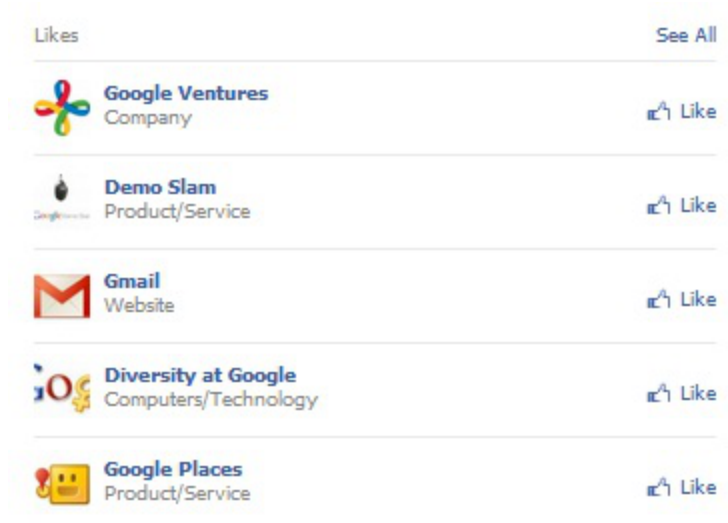 Likes See All
Google Ventures
Company
Like
Demo Slam
Product/Service
Like
Gmail
Website
Like
Diversity at Google
Computers/Technology
Like
Google Places
Product/Service
Like